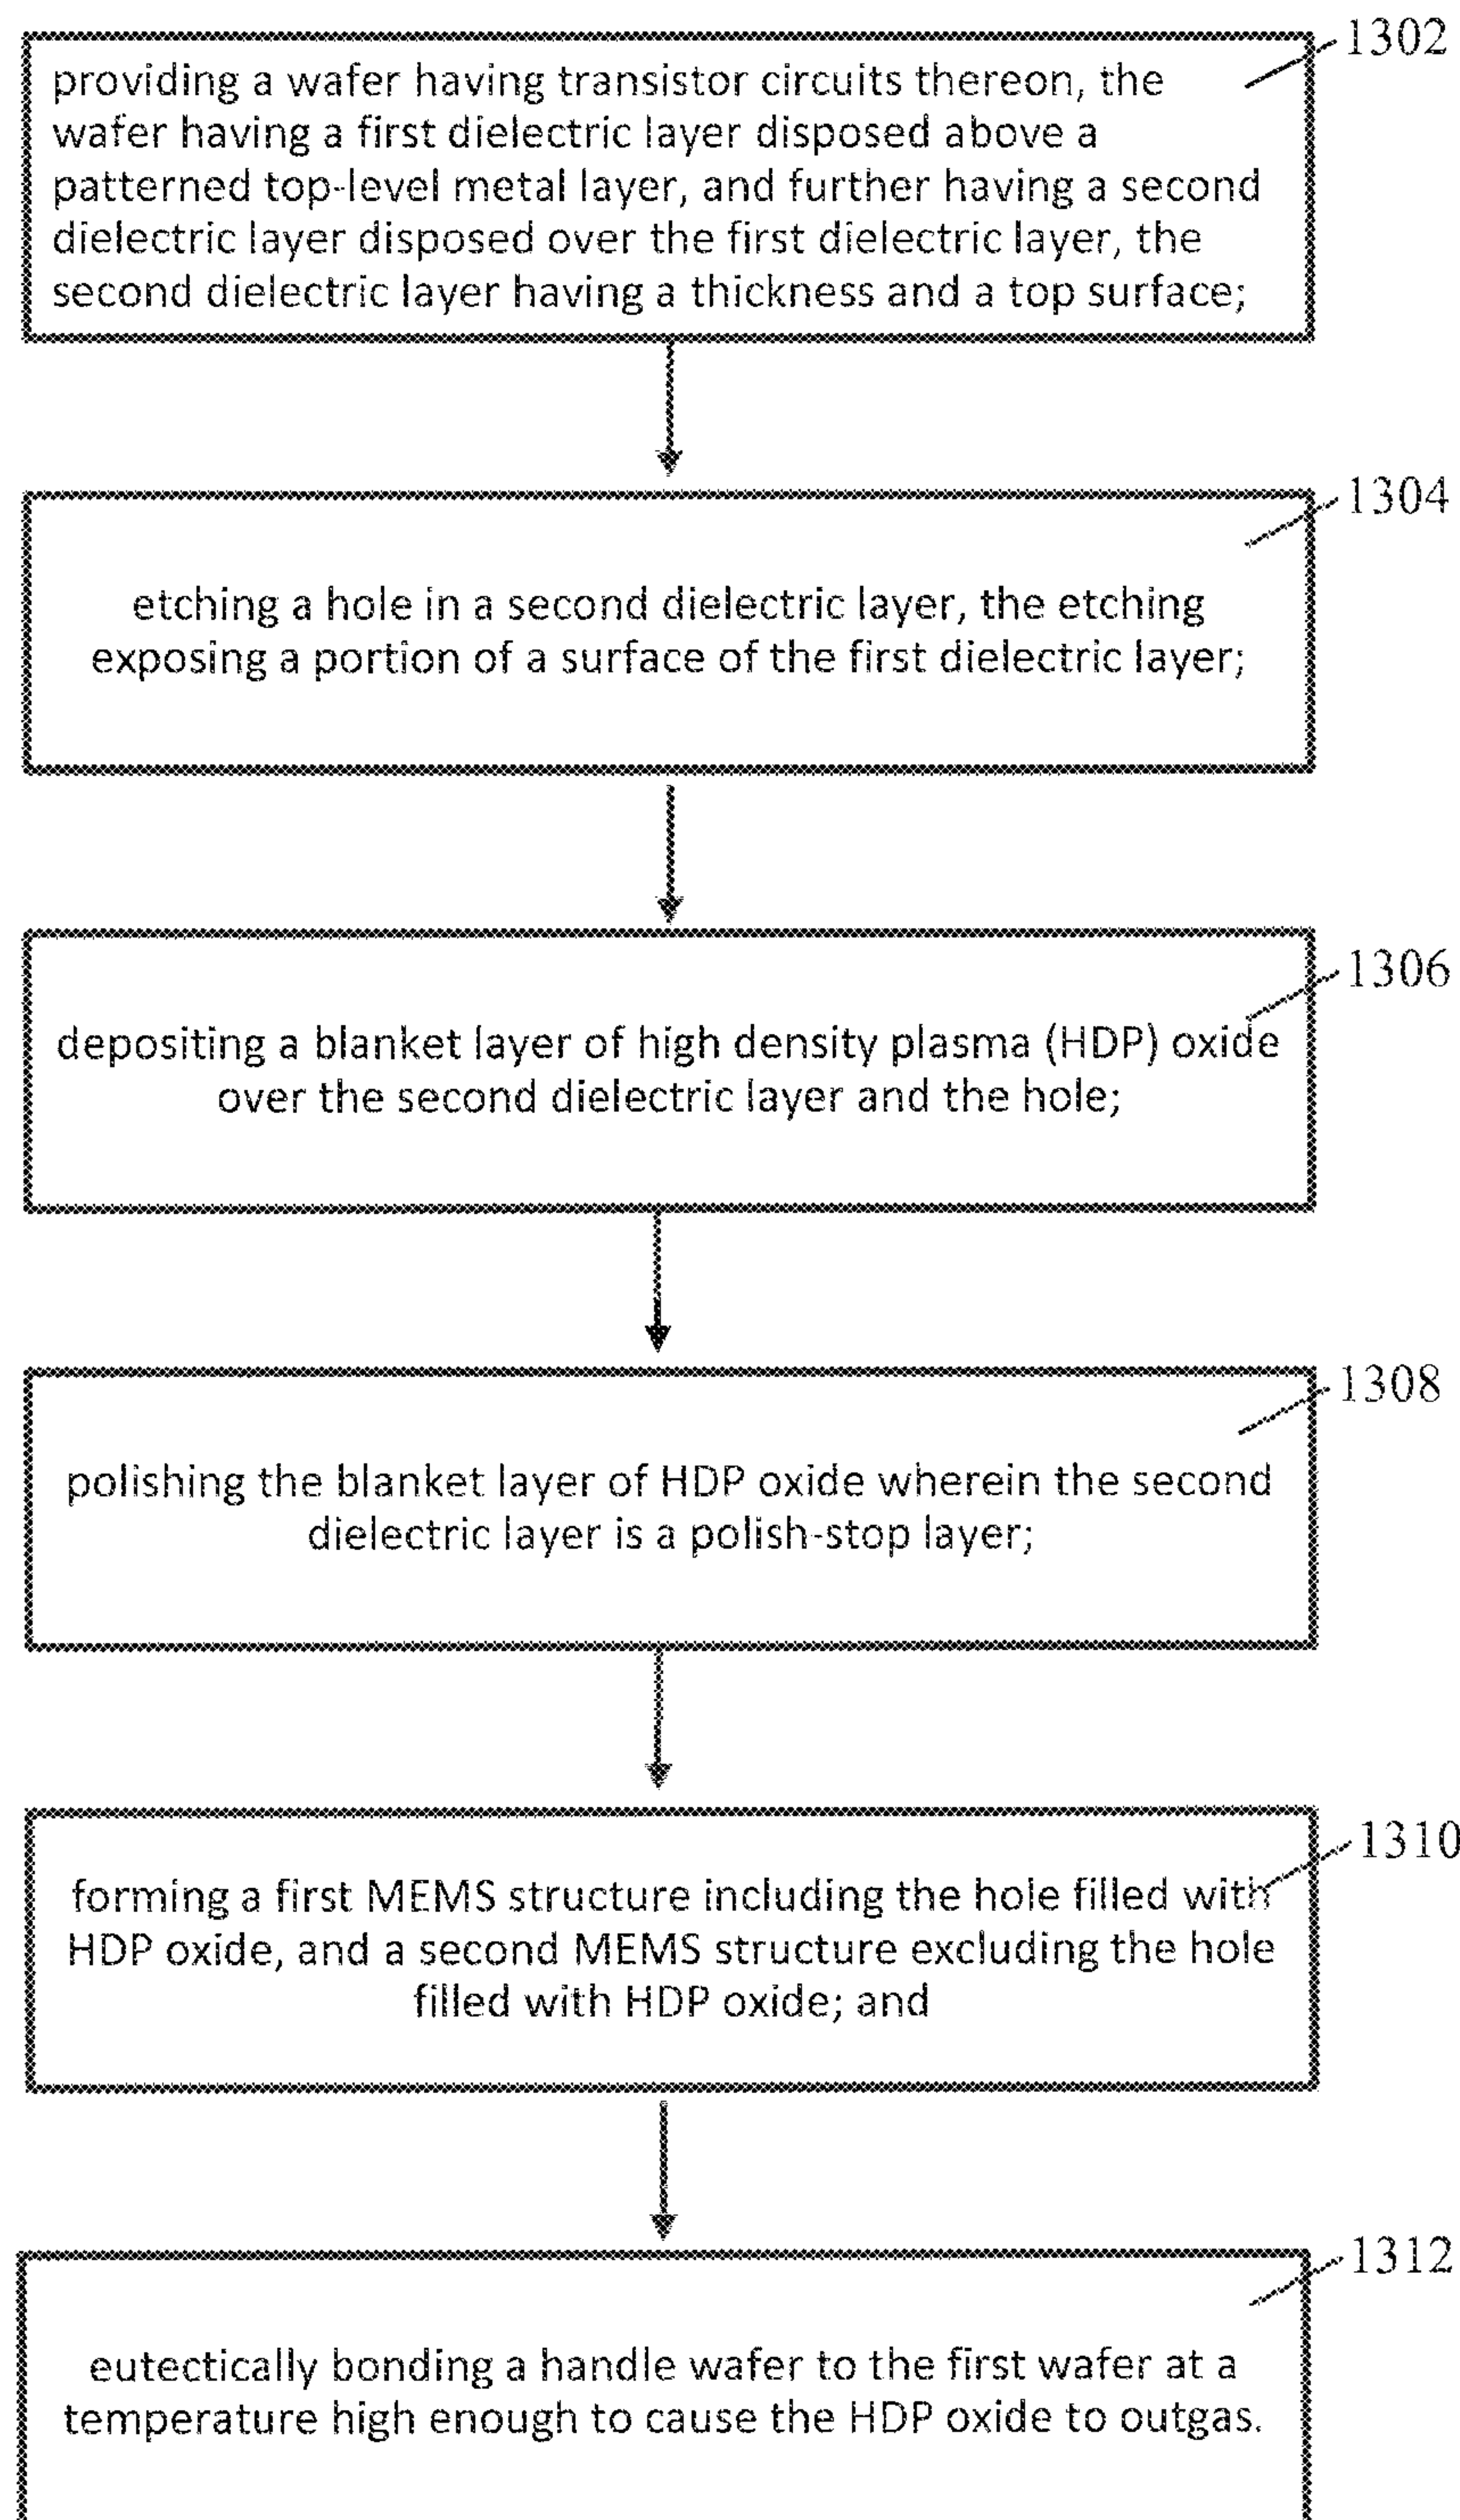 1302
providing a wafer having transistor circuits thereon, the
wafer having a first dielectric layer disposed above a
patterned top-level metal layer, and further having a second
dielectric layer disposed over the first dielectric layer, the
second dielectric layer having a thickness and a top surface;
1304
etching a hole in a second dielectric layer, the etching
exposing a portion of a surface of the first dielectric layer;
1306
depositing a blanket layer of high density plasma (HDP) oxide
over the second dielectric layer and the hole;
1308
polishing the blanket layer of HDP oxide wherein the second
dielectric layer is a polish-stop layer;
1310
forming a first MEMS structure including the hole filled with
HDP oxide, and a second MEMS structure excluding the hole
filled with HDP oxide; and
1312
eutectically bonding a handle wafer to the first wafer at a
temperature high enough to cause the HDP oxide to outgas.